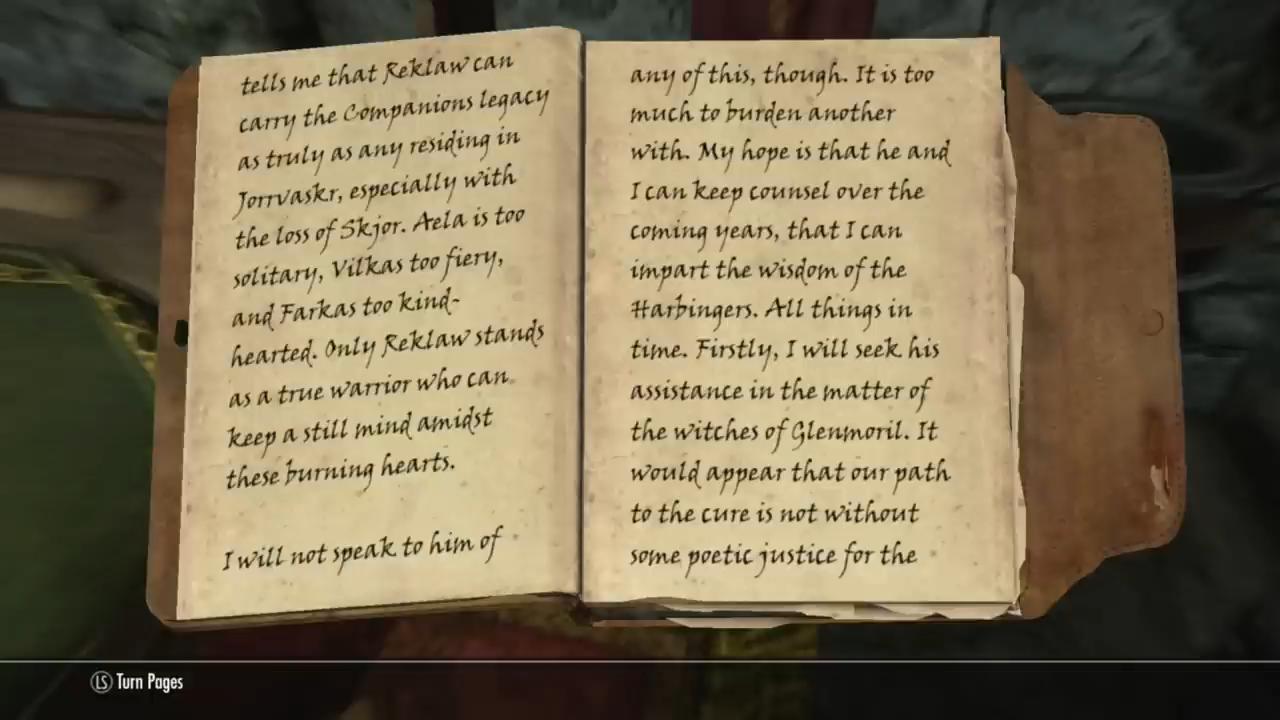 tells me that Reklaw can
carry the Companions legacy
as truly as any residing in
Jorrvaskr, especially with
the loss of Skjor. Aela is too
solitary, Vilkas too fiery,
and Farkas too kind-
hearted. Only Reklaw stands
as a true warrior who can
keep a still mind amidst
these burning hearts.
I will not speak to him of
any of this, though. It is too
much to burden another
with. My hope is that he and
I can keep counsel over the
coming years, that I can
impart the wisdom of the
Harbingers. All things in
time. Firstly, I will seek his
assistance in the matter of
the witches of Glenmoril. It
would appear that our path
to the cure is not without
some poetic justice for the
LS Turn Pages